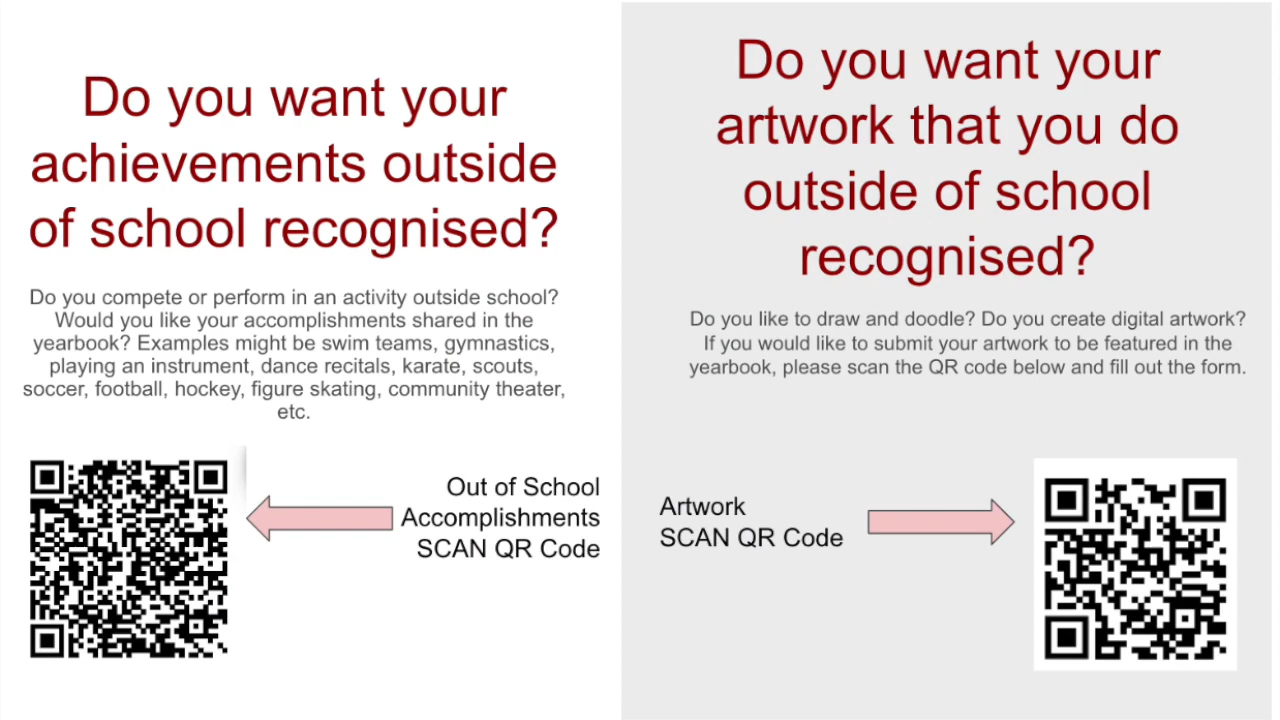 Do you want your
achievements outside
of school recognised?
Do you compete or perform in an activity outside school?
Would you like your accomplishments shared in the
yearbook? Examples might be swim teams, gymnastics,
playing an instrument, dance recitals, karate, scouts,
soccer, football, hockey, figure skating, community theater,
etc.
Out of School
Accomplishments
SCAN QR Code
Do you want your
artwork that you do
outside of school
recognised?
Do you like to draw and doodle? Do you create digital artwork?
If you would like to submit your artwork to be featured in the
yearbook, please scan the QR code below and fill out the form.
Artwork
SCAN QR Code